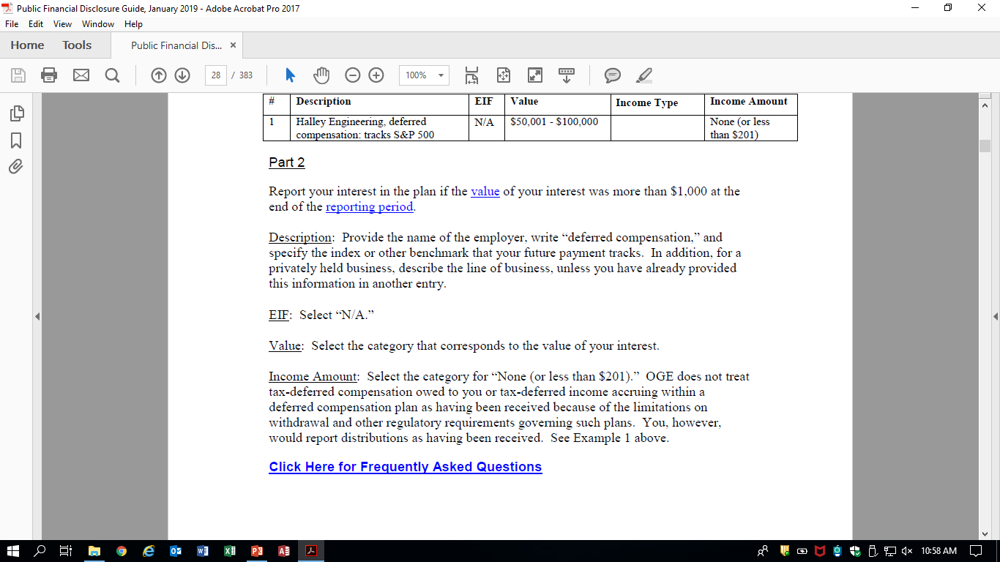 Public Financial Disclosure Guide, January 2019 - Adobe Acrobat Pro 2017
File Edit View Window Help
Home Tools Public Financial Dis... ×
28 / 383 100%
# Description EIF Value Income Type Income Amount
1 Halley Engineering, deferred N/A $50,001 - $100,000 None (or less
compensation: tracks S&P 500 than $201)
Part 2
Report your interest in the plan if the value of your interest was more than $1,000 at the
end of the reporting period.
Description:  Provide the name of the employer, write “deferred compensation,” and
specify the index or other benchmark that your future payment tracks.  In addition, for a
privately held business, describe the line of business, unless you have already provided
this information in another entry.
EIF:  Select “N/A.”
Value:  Select the category that corresponds to the value of your interest.
Income Amount:  Select the category for “None (or less than $201).”  OGE does not treat
tax-deferred compensation owed to you or tax-deferred income accruing within a
deferred compensation plan as having been received because of the limitations on
withdrawal and other regulatory requirements governing such plans.  You, however,
would report distributions as having been received.  See Example 1 above.
Click Here for Frequently Asked Questions
10:58 AM